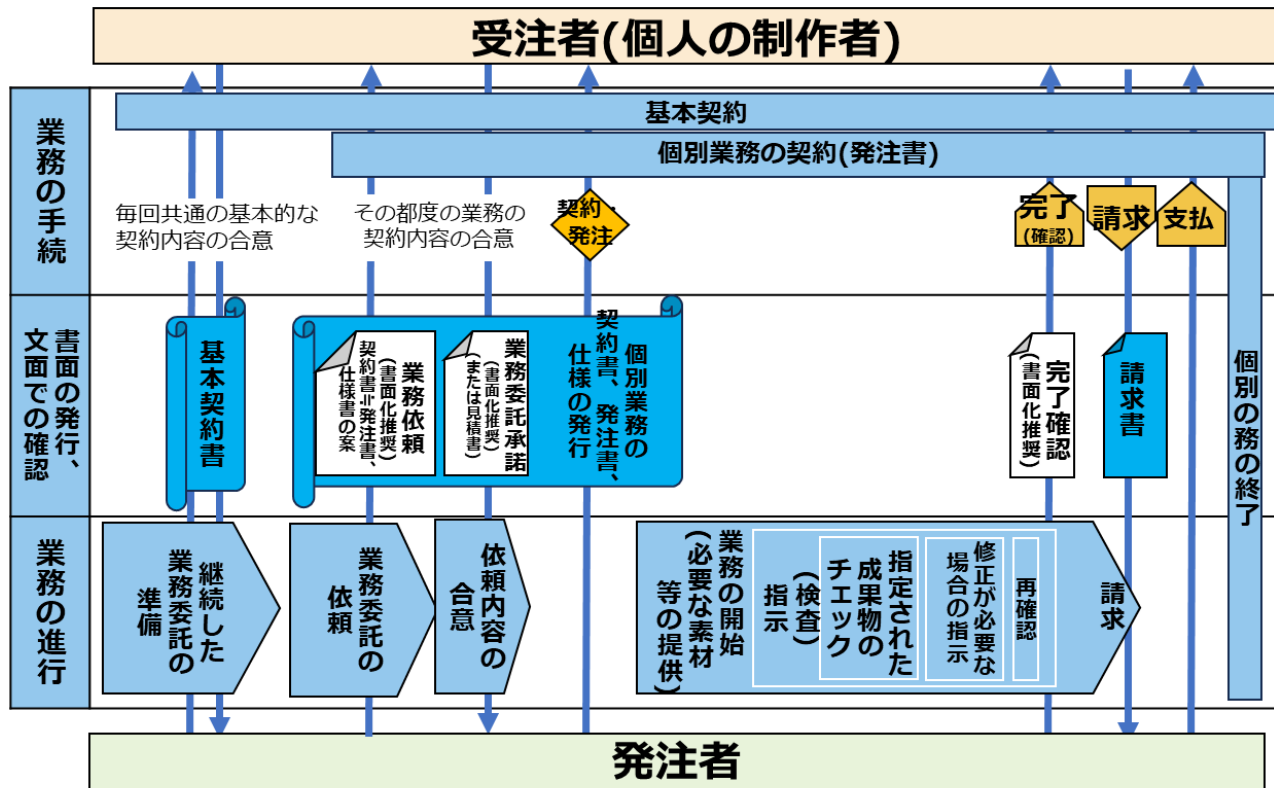 受注者(個人の制作者)
業務の手続
基本契約
個別業務の契約(発注書)
毎回共通の基本的な
契約内容の合意
その都度の業務の
契約内容の合意
契約・
発注
完了
(確認)
請求
支払
個別の務の終了
書面の発行、
文面での確認
基本契約書
業務依頼
(書面化推奨)
契約書≒発注書、
仕様書の案
業務委託承諾
(書面化推奨)
(または見積書)
個別業務の
契約書、発注書、
仕様の発行
完了確認
(書面化推奨)
請求書
業務の進行
継続した
業務委託の
準備
業務委託の
依頼
依頼内容の
合意
業務の開始
(必要な素材
等の提供)
指定された
成果物の
チェック
(検査)
指示
修正が必要な
場合の指示
再確認
請求
発注者